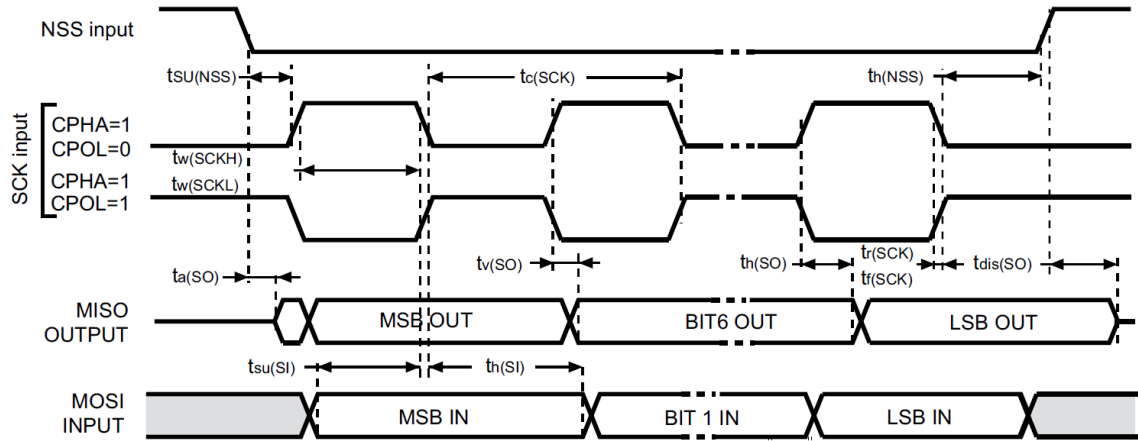 NSS input
tSU(NSS)
tc(SCK)
th(NSS)
SCK input
CPHA=1
CPOL=0
tw(SCKH)
tw(SCKL)
CPHA=1
CPOL=1
ta(SO)
tv(SO)
th(SO)
tr(SCK)
tf(SCK)
tdis(SO)
MISO
OUTPUT
MSB OUT
BIT6 OUT
LSB OUT
tsu(SI)
th(SI)
MOSI
INPUT
MSB IN
BIT 1 IN
LSB IN